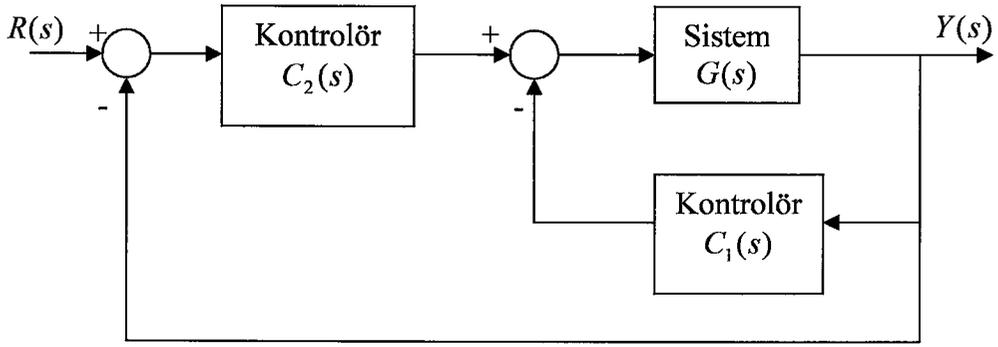 R(s)
+
-
Kontrolör
C₂(s)
+
-
Sistem
G(s)
Y(s)
Kontrolör
C₁(s)